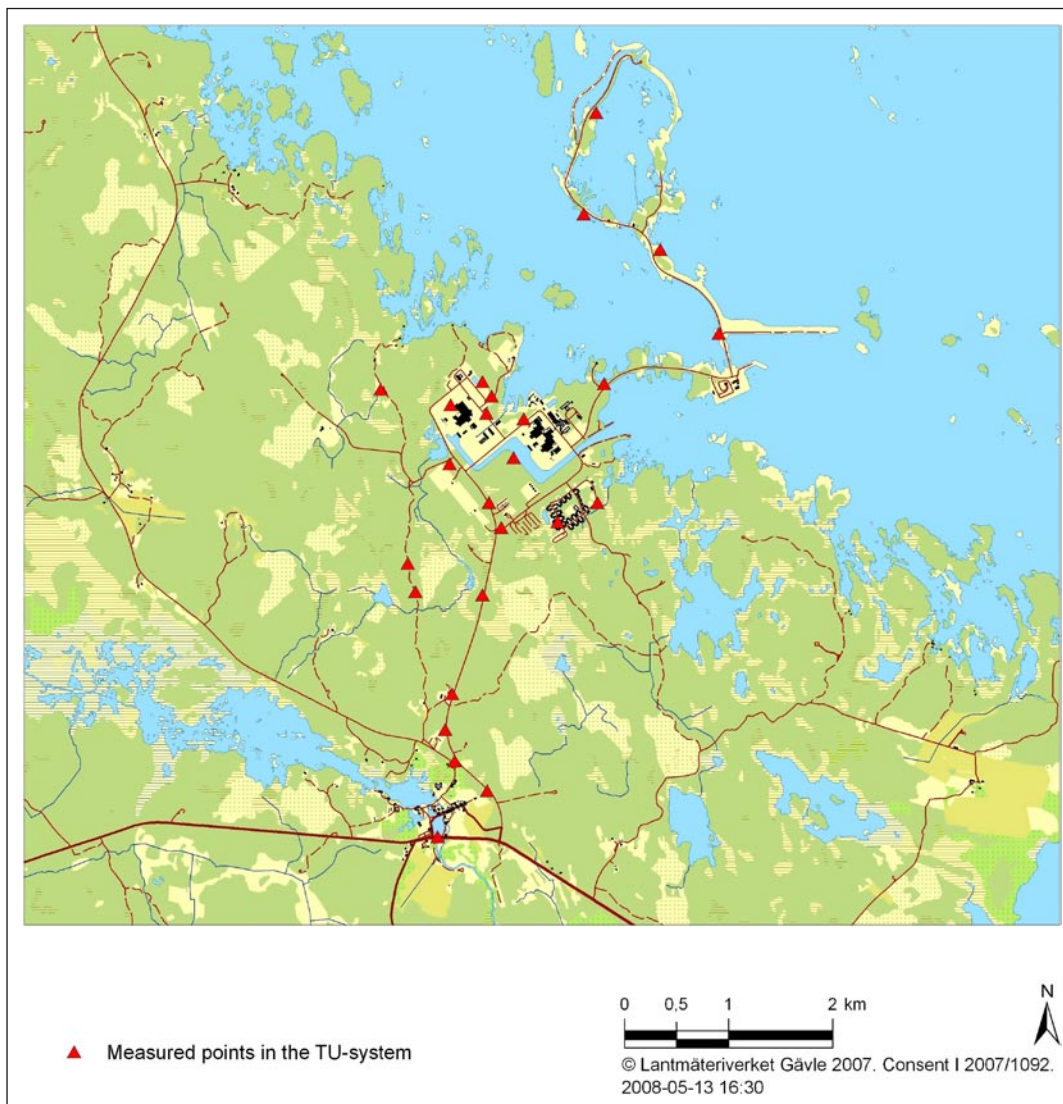 N
0 0,5 1 2 km
Measured points in the TU-system
© Lantmäteriverket Gävle 2007. Consent I 2007/1092.
2008-05-13 16:30